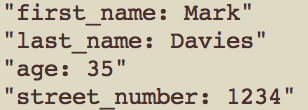 "first_name: Mark"
"last_name: Davies"
"age: 35"
"street_number: 1234"